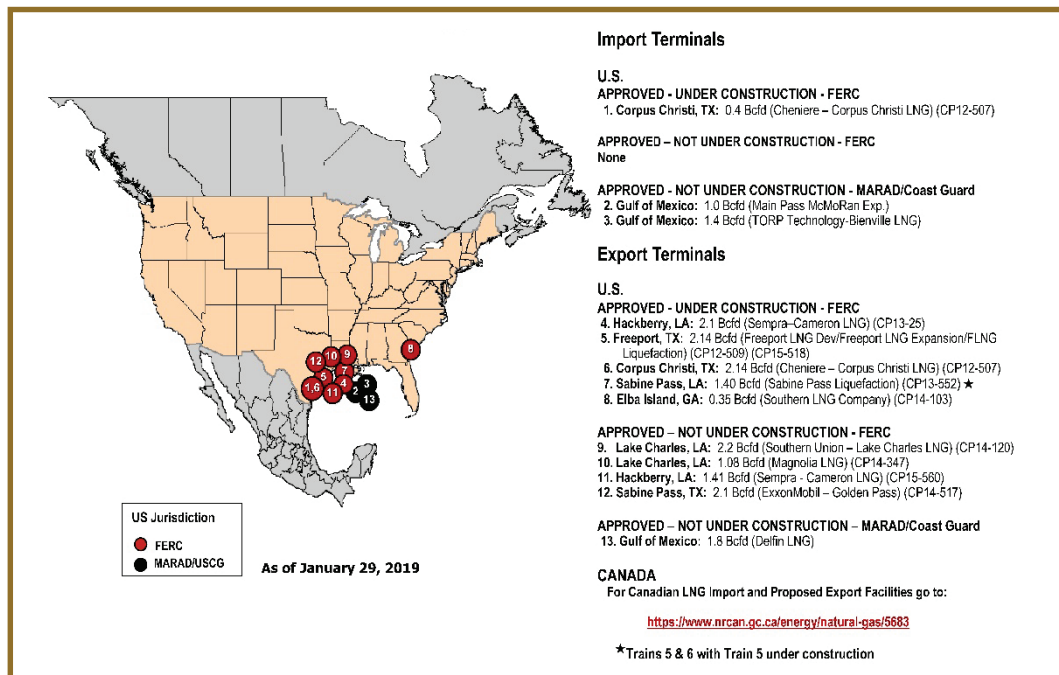 Import Terminals
U.S.
APPROVED - UNDER CONSTRUCTION - FERC
1. Corpus Christi, TX: 0.4 Bcfd (Cheniere – Corpus Christi LNG) (CP12-507)
APPROVED – NOT UNDER CONSTRUCTION - FERC
None
APPROVED - NOT UNDER CONSTRUCTION - MARAD/Coast Guard
2. Gulf of Mexico: 1.0 Bcfd (Main Pass McMoRan Exp.)
3. Gulf of Mexico: 1.4 Bcfd (TORP Technology-Bienville LNG)
Export Terminals
U.S.
APPROVED - UNDER CONSTRUCTION - FERC
4. Hackberry, LA: 2.1 Bcfd (Sempra–Cameron LNG) (CP13-25)
5. Freeport, TX: 2.14 Bcfd (Freeport LNG Dev/Freeport LNG Expansion/FLNG
Liquefaction) (CP12-509) (CP15-518)
6. Corpus Christi, TX: 2.14 Bcfd (Cheniere – Corpus Christi LNG) (CP12-507)
7. Sabine Pass, LA: 1.40 Bcfd (Sabine Pass Liquefaction) (CP13-552) ★
8. Elba Island, GA: 0.35 Bcfd (Southern LNG Company) (CP14-103)
APPROVED – NOT UNDER CONSTRUCTION - FERC
9. Lake Charles, LA: 2.2 Bcfd (Southern Union – Lake Charles LNG) (CP14-120)
10. Lake Charles, LA: 1.08 Bcfd (Magnolia LNG) (CP14-347)
11. Hackberry, LA: 1.41 Bcfd (Sempra - Cameron LNG) (CP15-560)
12. Sabine Pass, TX: 2.1 Bcfd (ExxonMobil – Golden Pass) (CP14-517)
APPROVED – NOT UNDER CONSTRUCTION – MARAD/Coast Guard
13. Gulf of Mexico: 1.8 Bcfd (Delfin LNG)
CANADA
For Canadian LNG Import and Proposed Export Facilities go to:
https://www.nrcan.gc.ca/energy/natural-gas/5683
★Trains 5 & 6 with Train 5 under construction
12
10
9
8
7
5
4
3
1,6
11
2
13
US Jurisdiction
FERC
MARAD/USCG
As of January 29, 2019